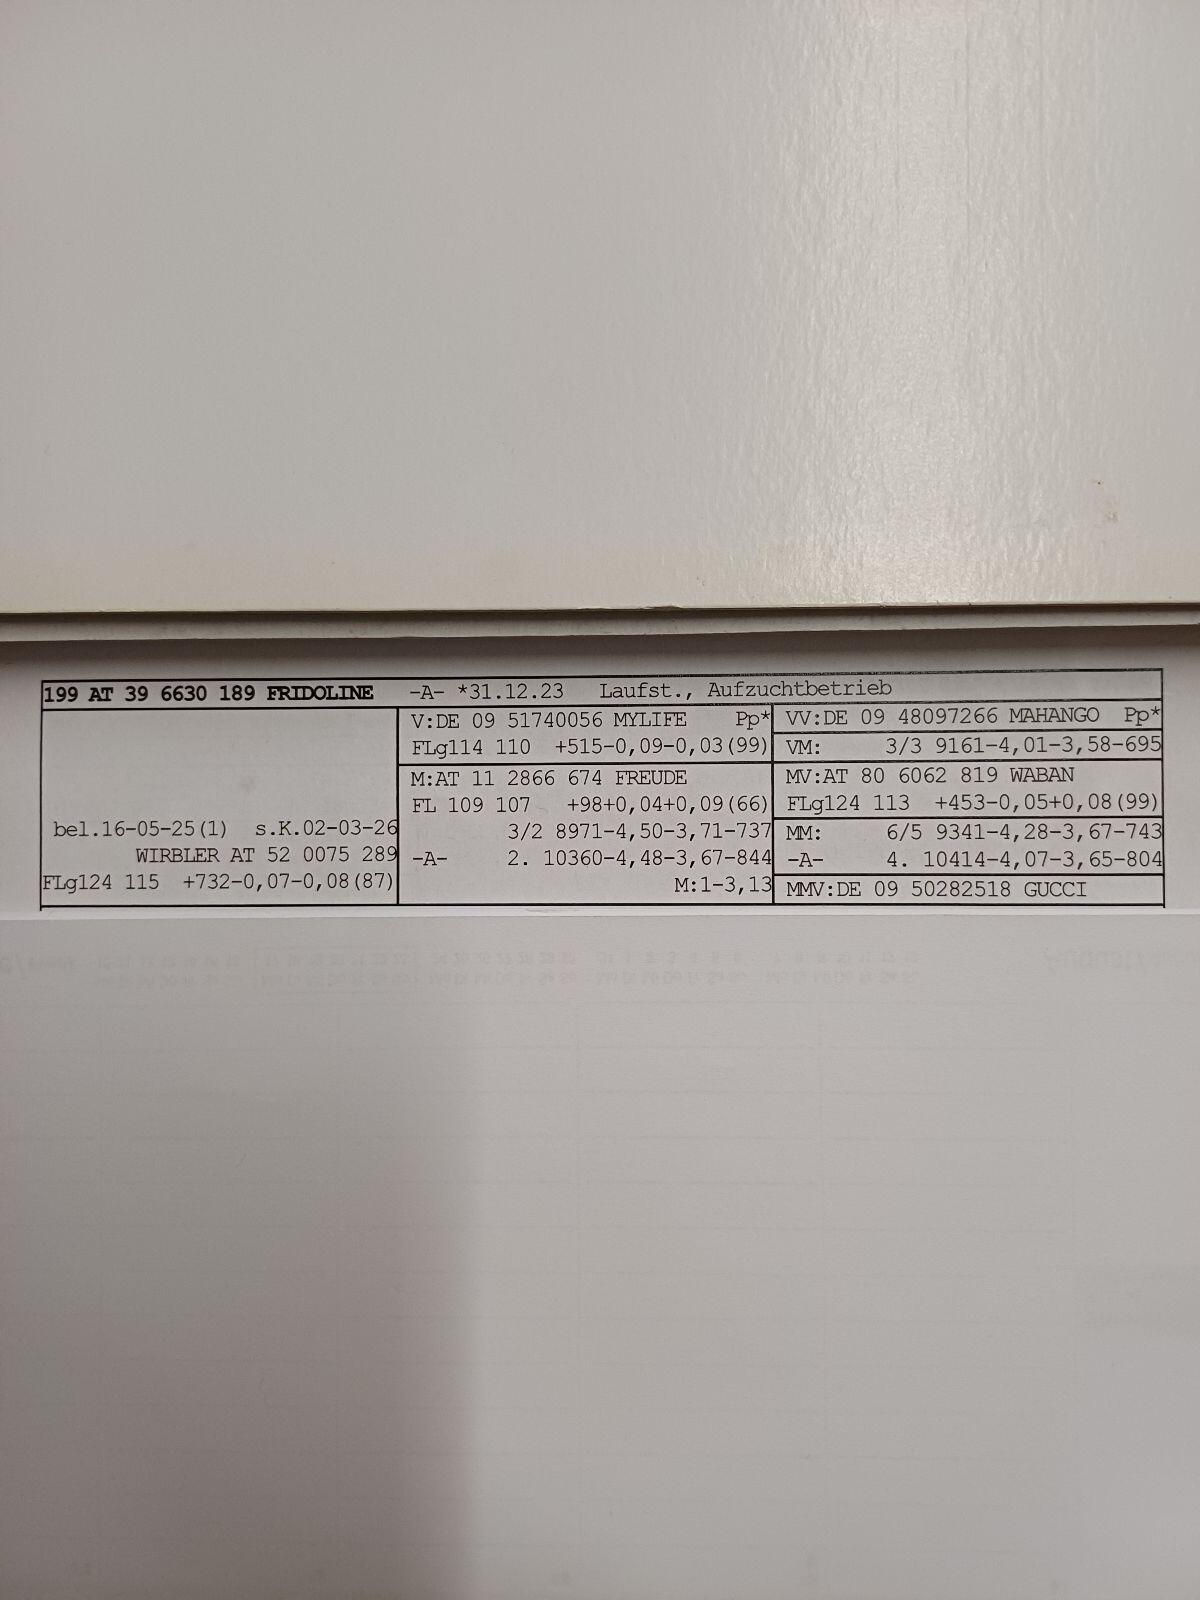 199 AT 39 6630 189 FRIDOLINE -A- *31.12.23 Laufst., Aufzuchtbetrieb
bel.16-05-25(1) s.K.02-03-26
WIRBLER AT 52 0075 289
FLg124 115 +732-0,07-0,08(87)
V:DE 09 51740056 MYLIFE Pp*
FLg114 110 +515-0,09-0,03(99)
M:AT 11 2866 674 FREUDE
FL 109 107 +98+0,04+0,09(66)
3/2 8971-4,50-3,71-737
-A- 2. 10360-4,48-3,67-844
M:1-3,13
VV:DE 09 48097266 MAHANGO Pp*
VM: 3/3 9161-4,01-3,58-695
MV:AT 80 6062 819 WABAN
FLg124 113 +453-0,05+0,08(99)
MM: 6/5 9341-4,28-3,67-743
-A- 4. 10414-4,07-3,65-804
MMV:DE 09 50282518 GUCCI